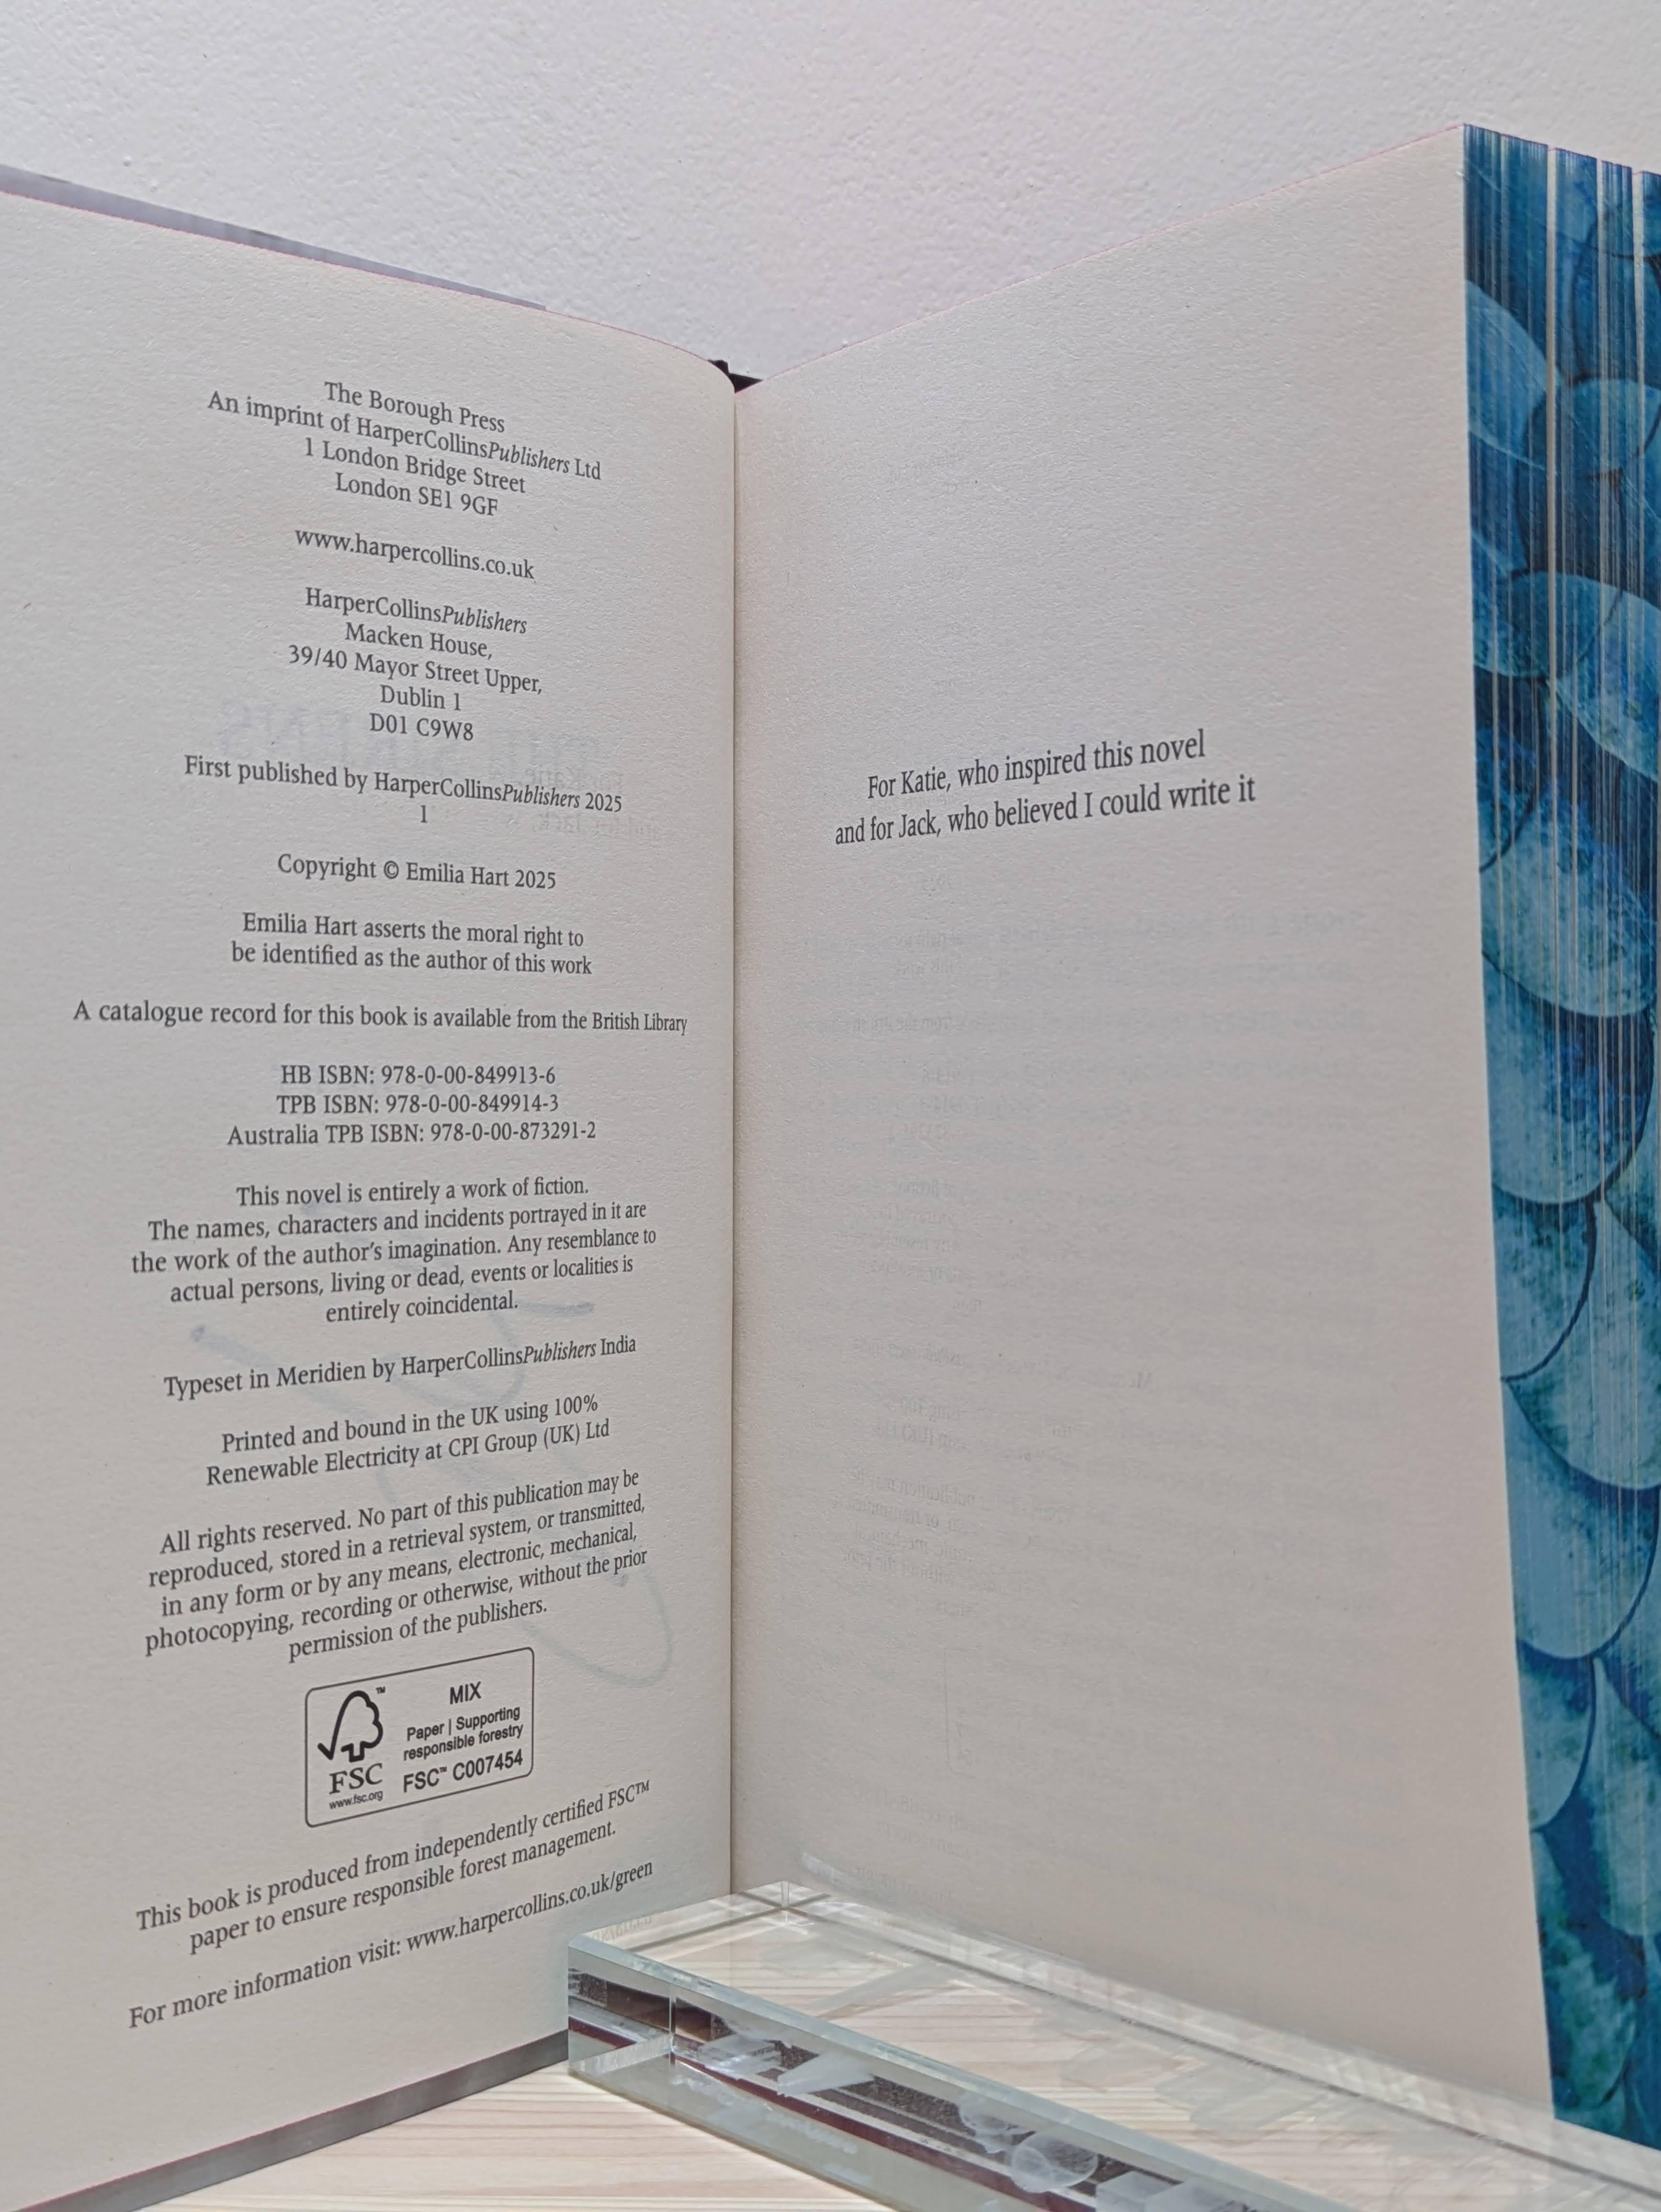 The Borough Press
An imprint of HarperCollinsPublishers Ltd
1 London Bridge Street
London SE1 9GF
www.harpercollins.co.uk
HarperCollinsPublishers
Macken House,
39/40 Mayor Street Upper,
Dublin 1
D01 C9W8
First published by HarperCollinsPublishers 2025
1
Copyright © Emilia Hart 2025
Emilia Hart asserts the moral right to
be identified as the author of this work
A catalogue record for this book is available from the British Library
HB ISBN: 978-0-00-849913-6
TPB ISBN: 978-0-00-849914-3
Australia TPB ISBN: 978-0-00-873291-2
This novel is entirely a work of fiction.
The names, characters and incidents portrayed in it are
the work of the author's imagination. Any resemblance to
actual persons, living or dead, events or localities is
entirely coincidental.
Typeset in Meridien by HarperCollinsPublishers India
Printed and bound in the UK using 100%
Renewable Electricity at CPI Group (UK) Ltd
All rights reserved. No part of this publication may be
reproduced, stored in a retrieval system, or transmitted,
in any form or by any means, electronic, mechanical,
photocopying, recording or otherwise, without the prior
permission of the publishers.
MIX
Paper | Supporting
responsible forestry
FSC™ C007454
FSC
www.fsc.org
This book is produced from independently certified FSC™
paper to ensure responsible forest management.
For more information visit: www.harpercollins.co.uk/green
For Katie, who inspired this novel
and for Jack, who believed I could write it